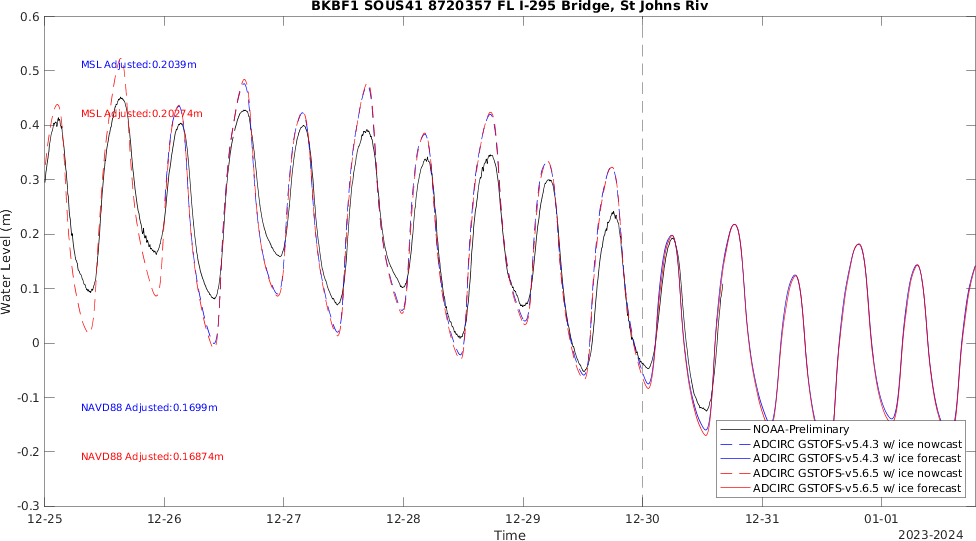 BKBF1 SOUS41 8720357 FL I-295 Bridge, St Johns Riv
0.6
0.5
0.4
0.3
0.2
0.1
0
-0.1
-0.2
-0.3
Water Level (m)
MSL Adjusted:0.2039m
MSL Adjusted:0.20274m
NAVD88 Adjusted:0.1699m
NAVD88 Adjusted:0.16874m
NOAA-Preliminary
ADCIRC GSTOFS-v5.4.3 w/ ice nowcast
ADCIRC GSTOFS-v5.4.3 w/ ice forecast
ADCIRC GSTOFS-v5.6.5 w/ ice nowcast
ADCIRC GSTOFS-v5.6.5 w/ ice forecast
12-25 12-26 12-27 12-28 12-29 12-30 12-31 01-01
Time
2023-2024